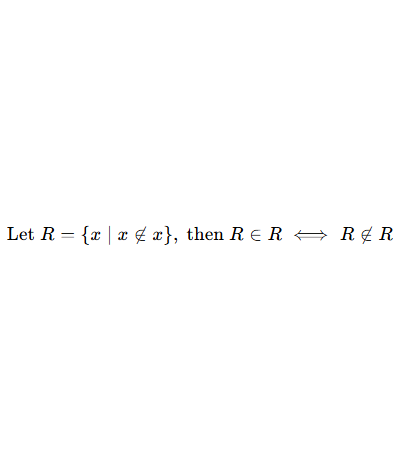 Let R = {x | x ∉ x}, then R ∈ R ⟺ R ∉ R